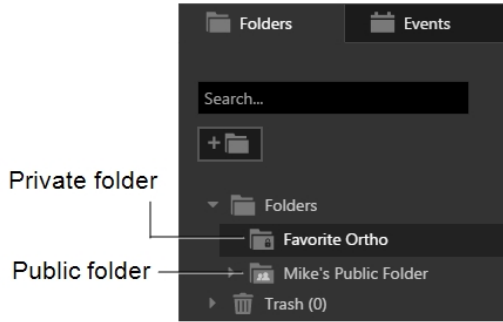 Folders Events
Search...
+
Folders
Private folder
Favorite Ortho
Public folder
Mike's Public Folder
Trash (0)